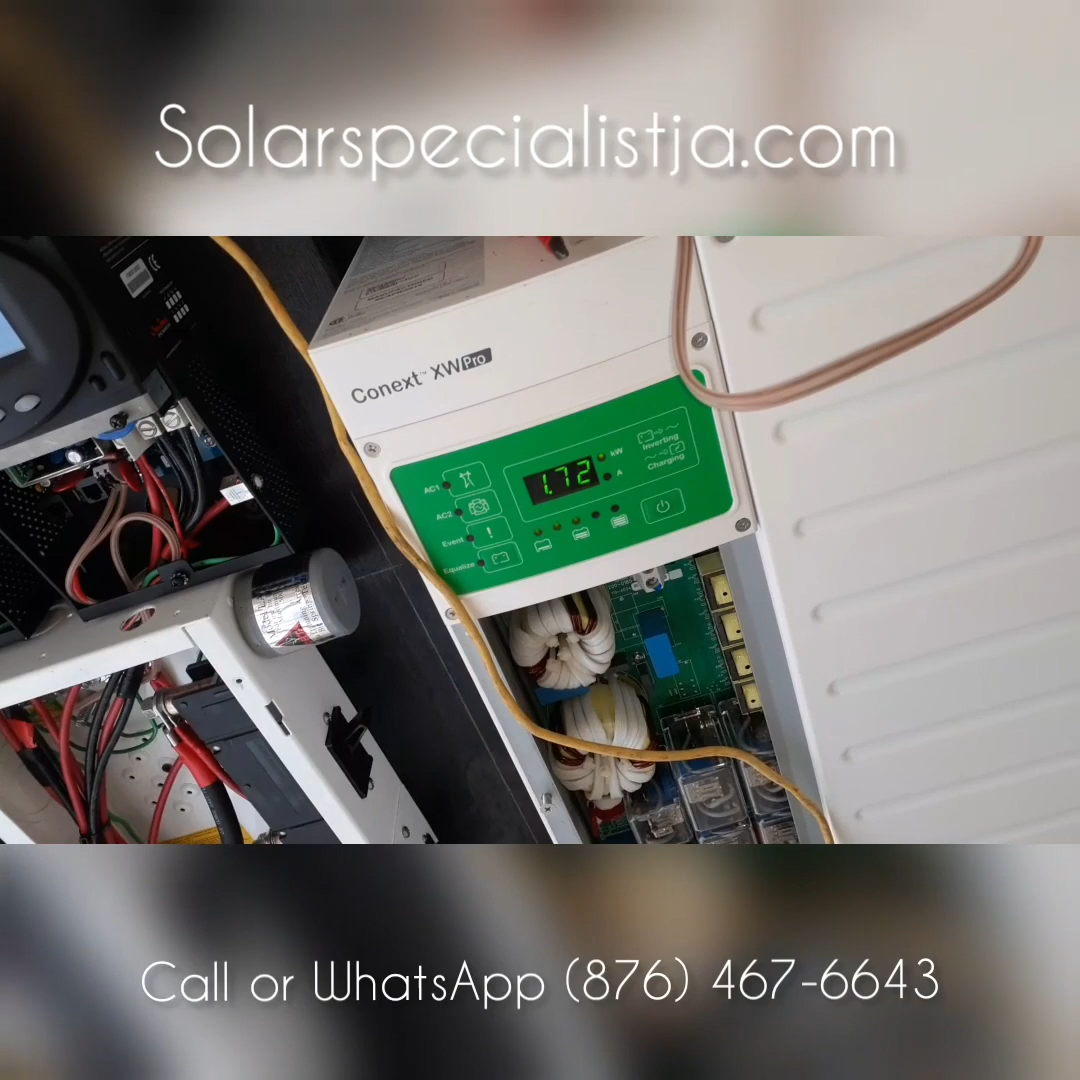 Solarspecialistja.com
Conext™ XW Pro
AC1
AC2
Event
Equalize
1.72
kW
A
Inverting
Charging
Call or WhatsApp (876) 467-6643